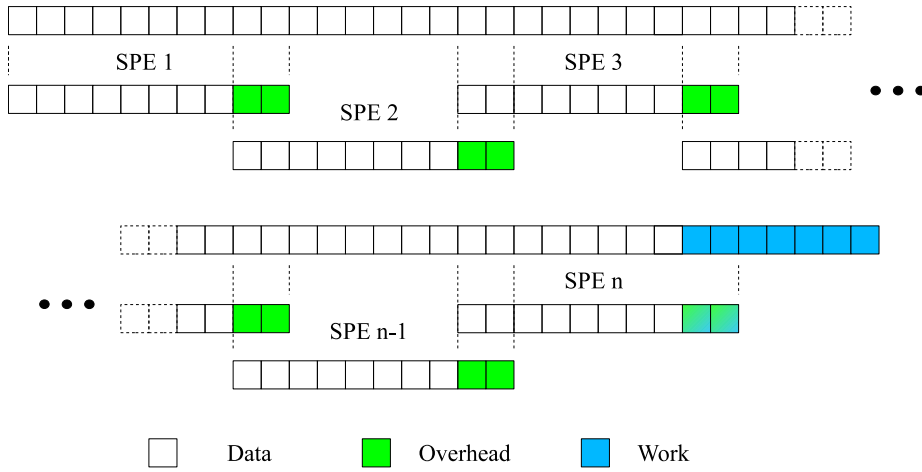 SPE 1
SPE 3
SPE 2
SPE n
SPE n-1
Data
Overhead
Work